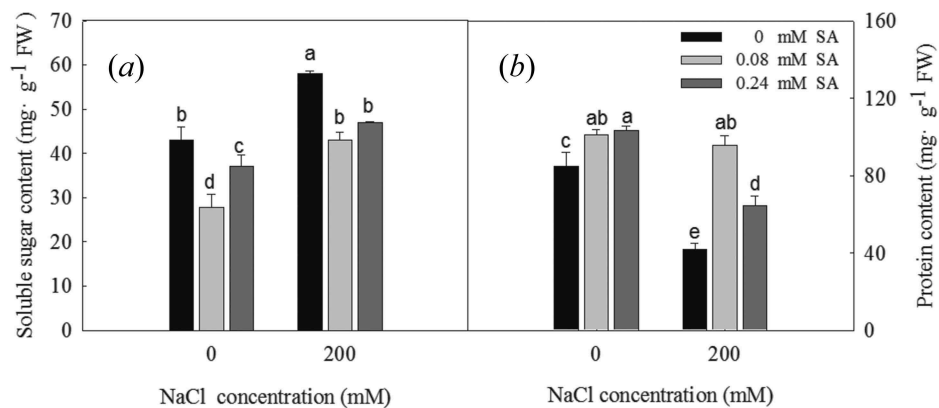 (a)
Soluble sugar content (mg· g-1 FW)
70
60
50
40
30
20
10
0
b
d
c
a
b
b
0
200
NaCl concentration (mM)
(b)
0 mM SA
0.08 mM SA
0.24 mM SA
c
ab
a
e
ab
d
0
200
NaCl concentration (mM)
160
120
80
40
0
Protein content (mg· g-1 FW)